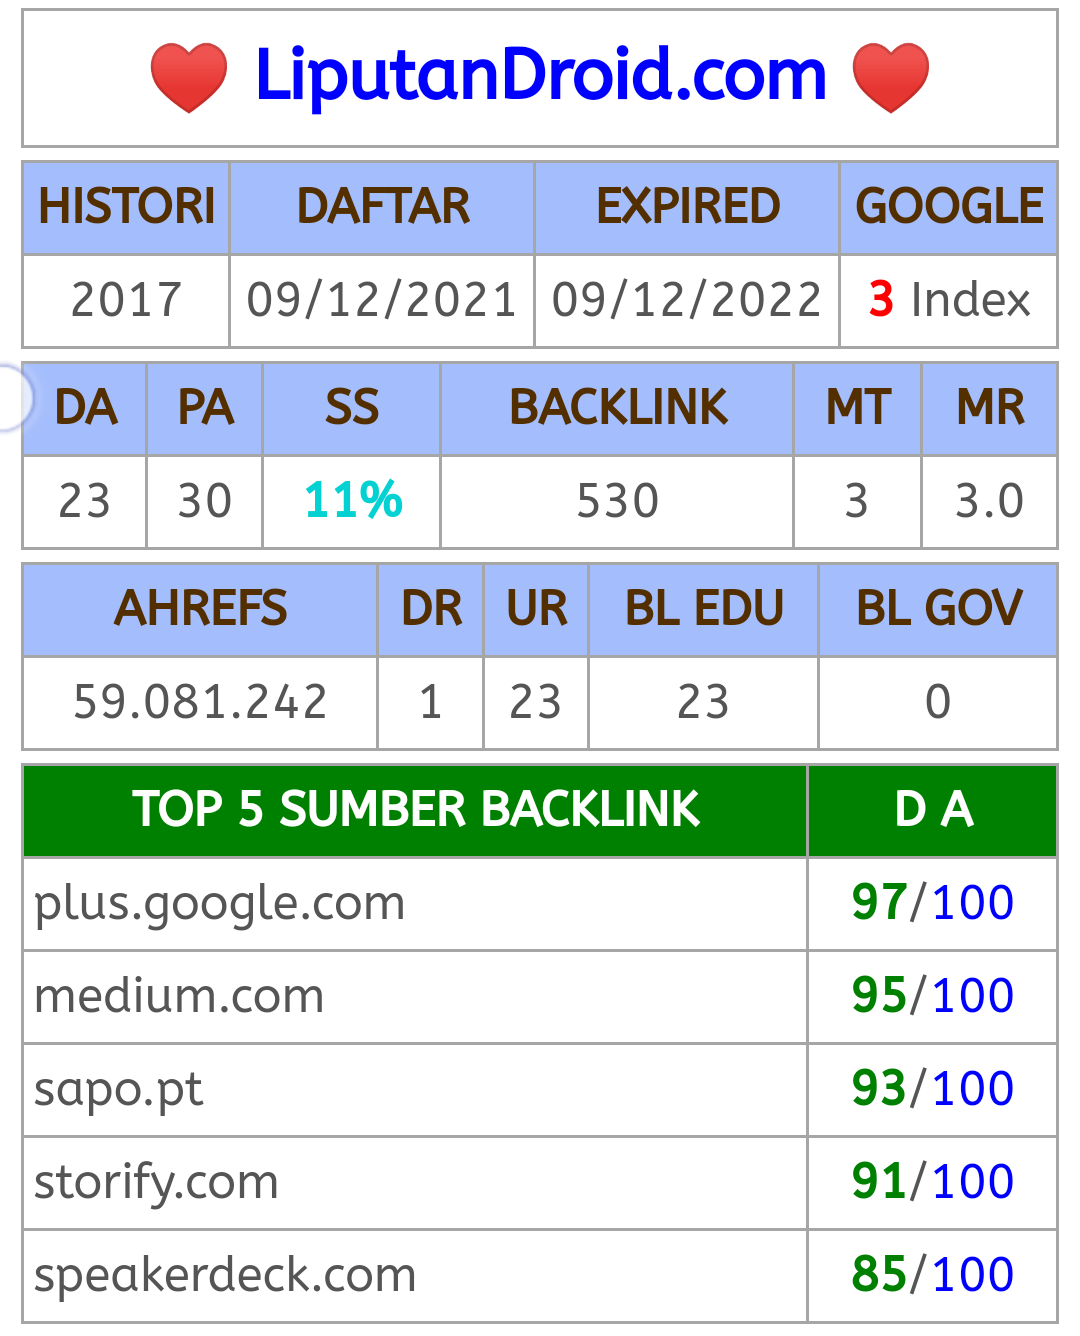 LiputanDroid.com
HISTORI DAFTAR EXPIRED GOOGLE
2017 09/12/2021 09/12/2022 3 Index
DA PA SS BACKLINK MT MR
23 30 11% 530 3 3.0
AHREFS DR UR BL EDU BL GOV
59.081.242 1 23 23 0
TOP 5 SUMBER BACKLINK D A
plus.google.com 97/100
medium.com 95/100
sapo.pt 93/100
storify.com 91/100
speakerdeck.com 85/100